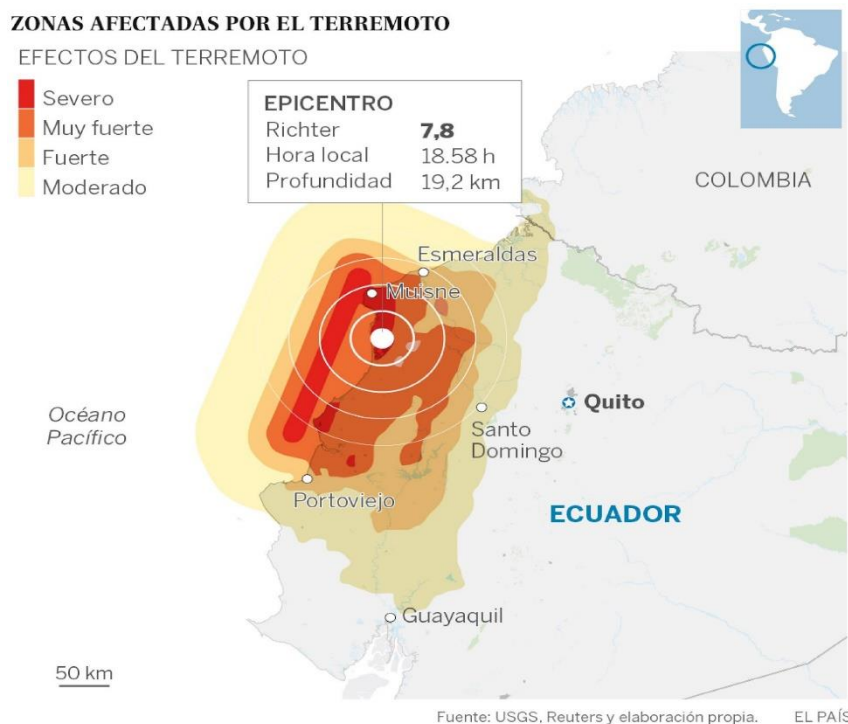 ZONAS AFECTADAS POR EL TERREMOTO
EFECTOS DEL TERREMOTO
Severo
Muy fuerte
Fuerte
Moderado
EPICENTRO
Richter 7,8
Hora local 18.58 h
Profundidad 19,2 km
COLOMBIA
Esmeraldas
Muisne
Océano
Pacífico
Quito
Santo
Domingo
Portoviejo
ECUADOR
Guayaquil
50 km
Fuente: USGS, Reuters y elaboración propia. EL PAÍS